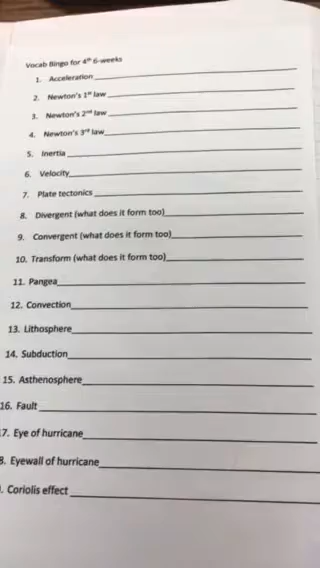 Vocab Bingo for 4th 6-weeks
1. Acceleration
2. Newton's 1st law
3. Newton's 2nd law
4. Newton's 3rd law
5. Inertia
6. Velocity
7. Plate tectonics
8. Divergent (what does it form too)
9. Convergent (what does it form too)
10. Transform (what does it form too)
11. Pangea
12. Convection
13. Lithosphere
14. Subduction
15. Asthenosphere
16. Fault
7. Eye of hurricane
8. Eyewall of hurricane
. Coriolis effect